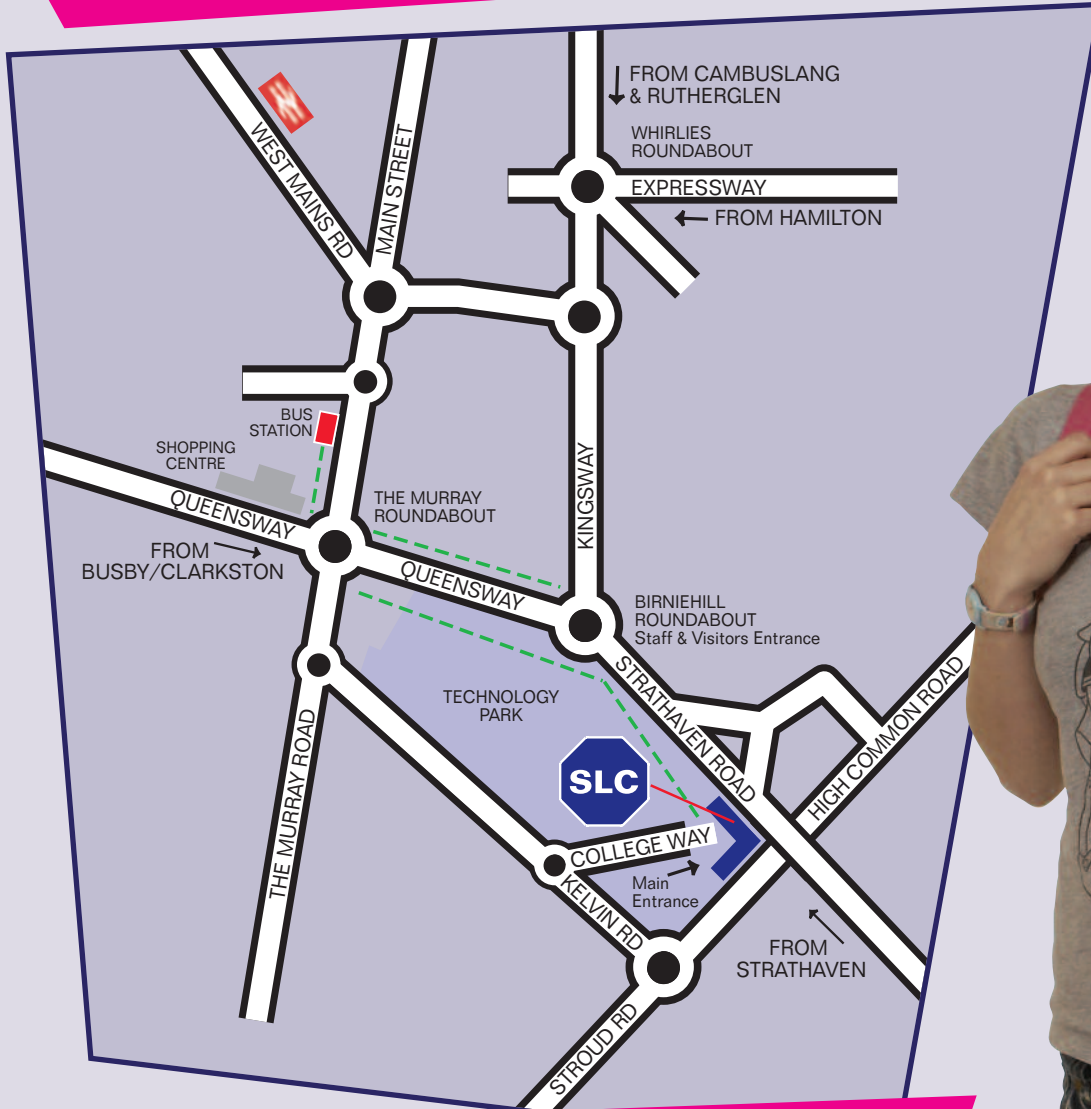 FROM CAMBUSLANG
& RUTHERGLEN
WHIRLIES
ROUNDABOUT
EXPRESSWAY
FROM HAMILTON
WEST MAINS RD
MAIN STREET
BUS
STATION
SHOPPING
CENTRE
QUEENSWAY
THE MURRAY
ROUNDABOUT
FROM
BUSBY/CLARKSTON
QUEENSWAY
KINGSWAY
BIRNIEHILL
ROUNDABOUT
Staff & Visitors Entrance
STRATHAVEN ROAD
HIGH COMMON ROAD
TECHNOLOGY
PARK
SLC
THE MURRAY ROAD
COLLEGE WAY
Main
Entrance
KELVIN RD
FROM
STRATHAVEN
STROUD RD